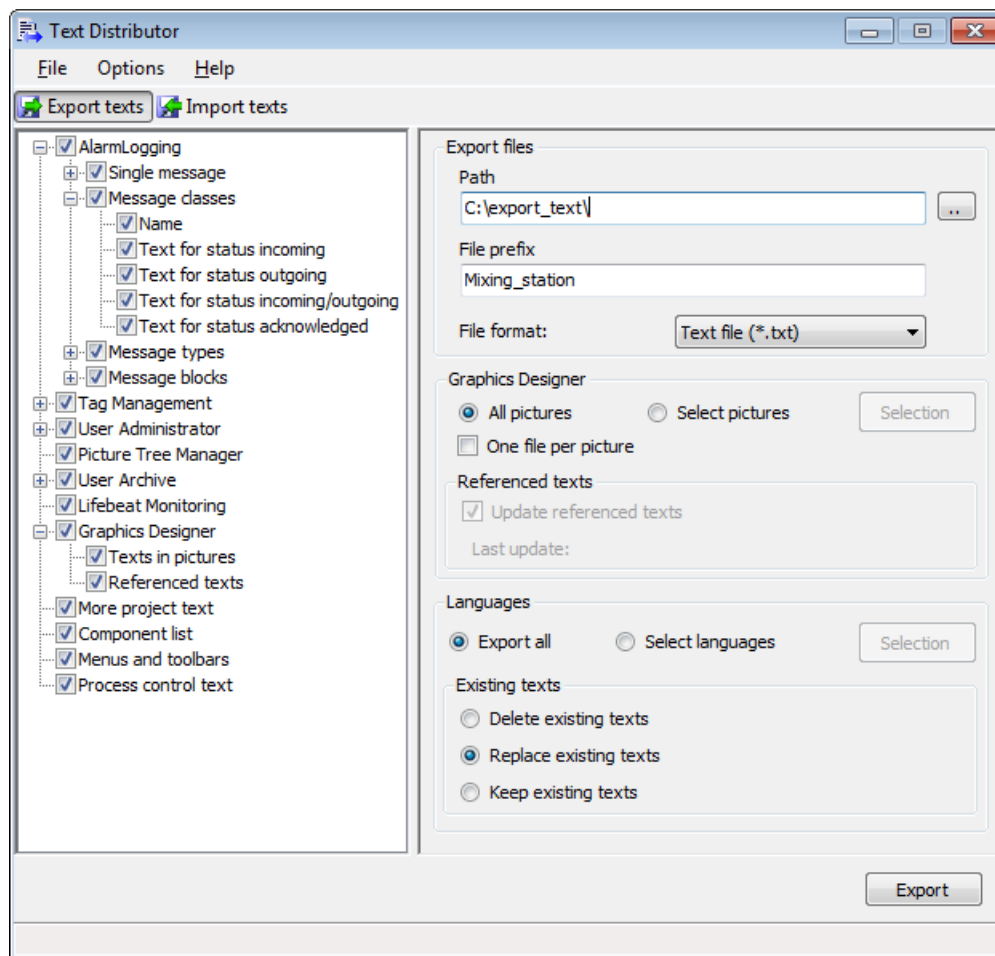 Text Distributor
File Options Help
Export texts Import texts
AlarmLogging
Single message
Message classes
Name
Text for status incoming
Text for status outgoing
Text for status incoming/outgoing
Text for status acknowledged
Message types
Message blocks
Tag Management
User Administrator
Picture Tree Manager
User Archive
Lifebeat Monitoring
Graphics Designer
Texts in pictures
Referenced texts
More project text
Component list
Menus and toolbars
Process control text
Export files
Path
C:\export_text\
..
File prefix
Mixing_station
File format: Text file (*.txt)
Graphics Designer
All pictures Select pictures Selection
One file per picture
Referenced texts
Update referenced texts
Last update:
Languages
Export all Select languages Selection
Existing texts
Delete existing texts
Replace existing texts
Keep existing texts
Export